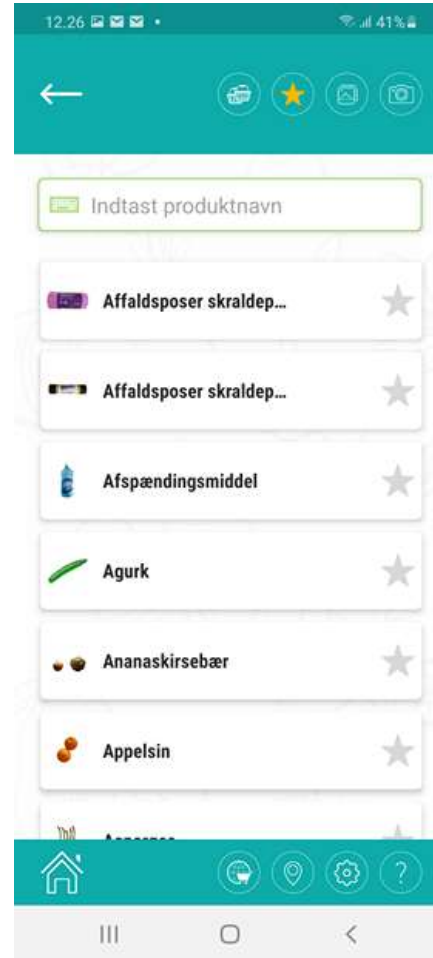 12.26 41%
Indtast produktnavn
Affaldsposer skraldep...
Affaldsposer skraldep...
Afspændingsmiddel
Agurk
Ananaskirsebær
Appelsin
?